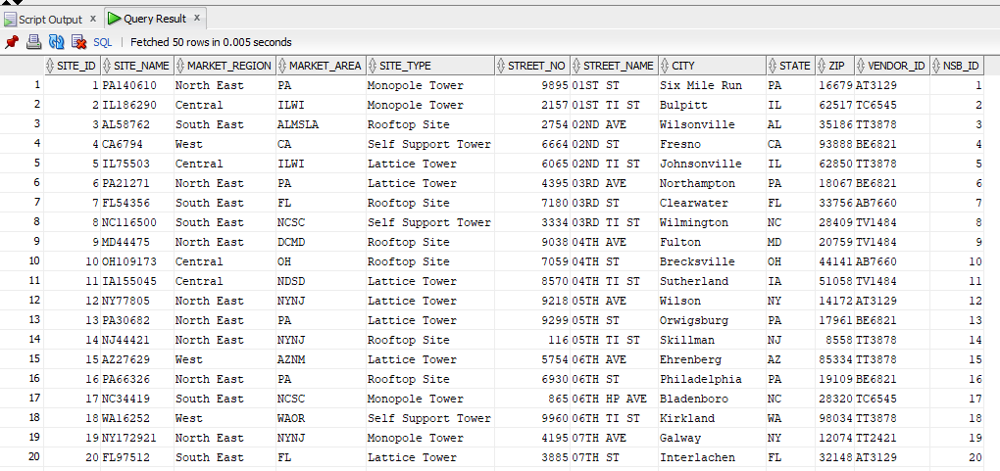 Script Output x Query Result x
SQL | Fetched 50 rows in 0.005 seconds
SITE_ID SITE_NAME MARKET_REGION MARKET_AREA SITE_TYPE STREET_NO STREET_NAME CITY STATE ZIP VENDOR_ID NSB_ID
1 1 PA140610 North East PA Monopole Tower 9895 01ST ST Six Mile Run PA 16679 AT3129 1
2 2 IL186290 Central ILWI Monopole Tower 2157 01ST TI ST Bulpitt IL 62517 TC6545 2
3 3 AL58762 South East ALMSLA Rooftop Site 2754 02ND AVE Wilsonville AL 35186 TT3878 3
4 4 CA6794 West CA Self Support Tower 6664 02ND ST Fresno CA 93888 BE6821 4
5 5 IL75503 Central ILWI Lattice Tower 6065 02ND TI ST Johnsonville IL 62850 TT3878 5
6 6 PA21271 North East PA Lattice Tower 4395 03RD AVE Northampton PA 18067 BE6821 6
7 7 FL54356 South East FL Rooftop Site 7180 03RD ST Clearwater FL 33756 AB7660 7
8 8 NC116500 South East NCSC Self Support Tower 3334 03RD TI ST Wilmington NC 28409 TV1484 8
9 9 MD44475 North East DCMD Rooftop Site 9038 04TH AVE Fulton MD 20759 TV1484 9
10 10 OH109173 Central OH Rooftop Site 7059 04TH ST Brecksville OH 44141 AB7660 10
11 11 IA155045 Central NDSD Lattice Tower 8570 04TH TI ST Sutherland IA 51058 TV1484 11
12 12 NY77805 North East NYNJ Lattice Tower 9218 05TH AVE Wilson NY 14172 AT3129 12
13 13 PA30682 North East PA Lattice Tower 9299 05TH ST Orwigsburg PA 17961 BE6821 13
14 14 NJ44421 North East NYNJ Rooftop Site 116 05TH TI ST Skillman NJ 8558 TT3878 14
15 15 AZ27629 West AZNM Lattice Tower 5754 06TH AVE Ehrenberg AZ 85334 TT3878 15
16 16 PA66326 North East PA Rooftop Site 6930 06TH ST Philadelphia PA 19109 BE6821 16
17 17 NC34419 South East NCSC Monopole Tower 865 06TH HP AVE Bladenboro NC 28320 TC6545 17
18 18 WA16252 West WAOR Self Support Tower 9960 06TH TI ST Kirkland WA 98034 TT3878 18
19 19 NY172921 North East NYNJ Monopole Tower 4195 07TH AVE Galway NY 12074 TT2421 19
20 20 FL97512 South East FL Lattice Tower 3885 07TH ST Interlachen FL 32148 AT3129 20